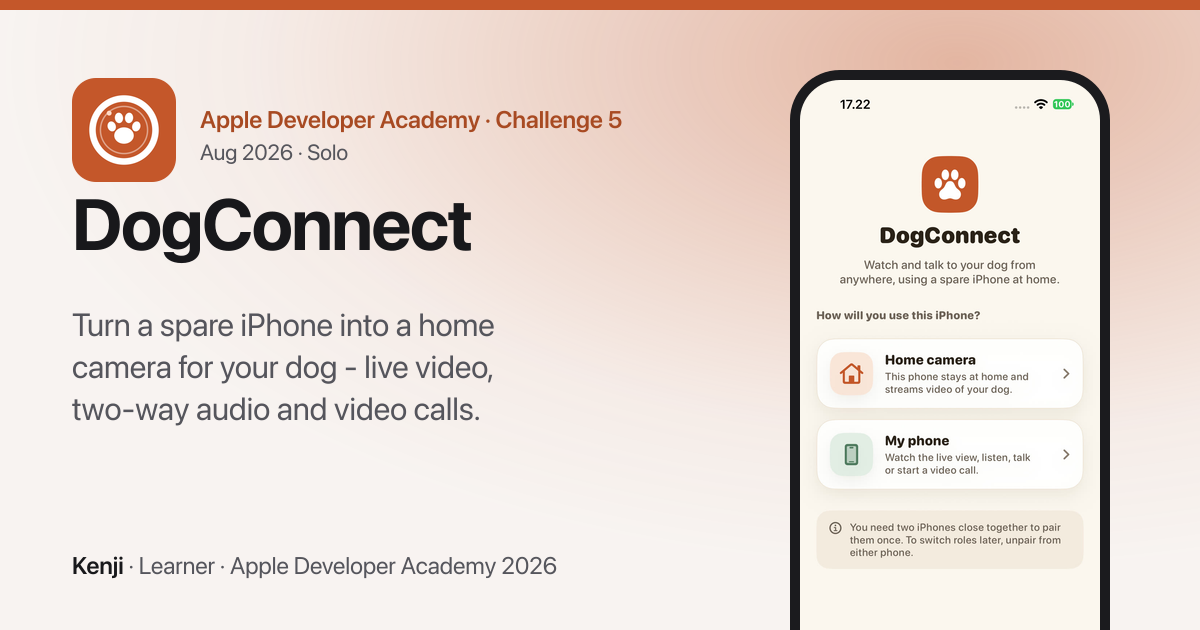 Apple Developer Academy · Challenge 5
Aug 2026 · Solo
DogConnect
Turn a spare iPhone into a home
camera for your dog - live video,
two-way audio and video calls.
Kenji · Learner · Apple Developer Academy 2026
17.22
100
DogConnect
Watch and talk to your dog from
anywhere, using a spare iPhone at home.
How will you use this iPhone?
Home camera
This phone stays at home and
streams video of your dog.
My phone
Watch the live view, listen, talk
or start a video call.
You need two iPhones close together to pair
them once. To switch roles later, unpair from
either phone.